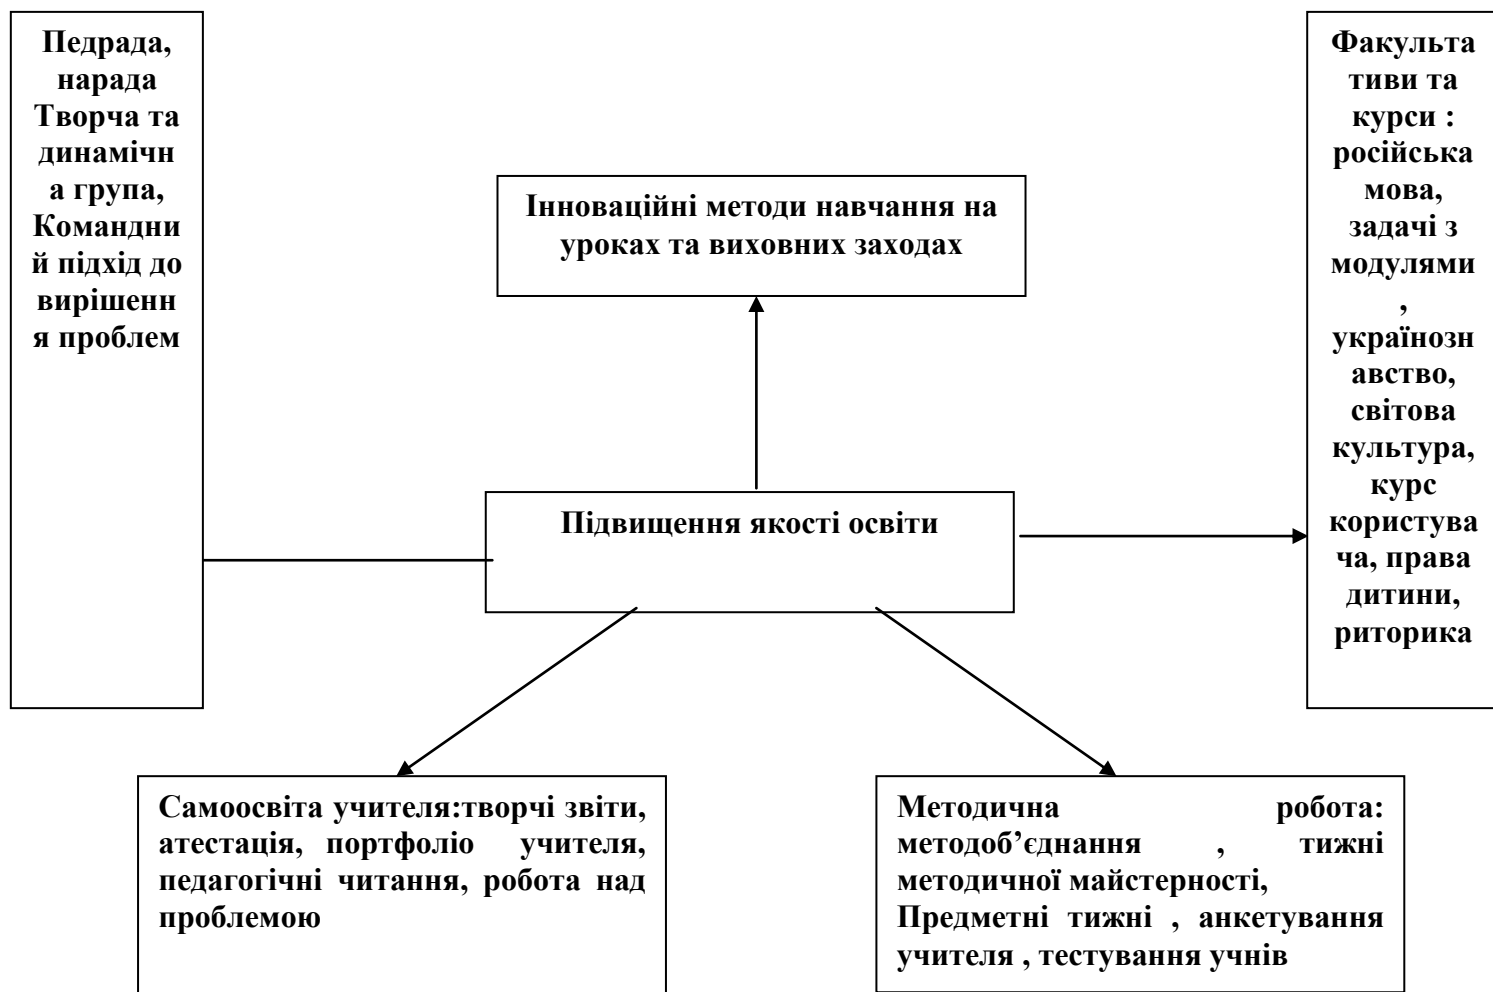 Педрада,
нарада
Творча та
динамічн
а група,
Командни
й підхід до
вирішенн
я проблем
Інноваційні методи навчання на
уроках та виховних заходах
Факульта
тиви та
курси :
російська
мова,
задачі з
модулями
,
українозн
авство,
світова
культура,
курс
користува
ча, права
дитини,
риторика
Підвищення якості освіти
Самоосвіта учителя:творчі звіти,
атестація, портфоліо учителя,
педагогічні читання, робота над
проблемою
Методична робота:
методоб’єднання , тижні
методичної майстерності,
Предметні тижні , анкетування
учителя , тестування учнів